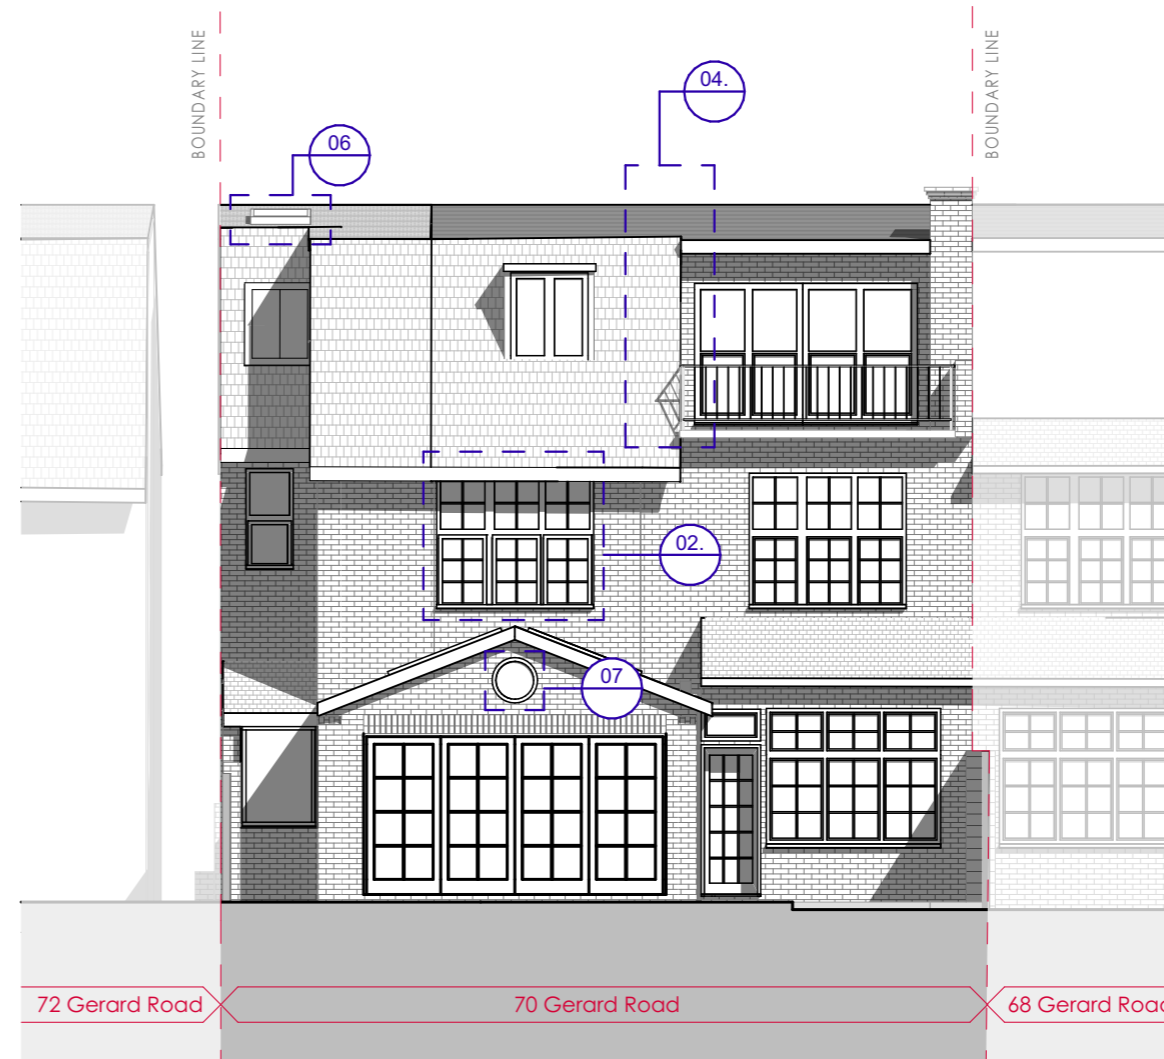 BOUNDARY LINE
BOUNDARY LINE
04.
06
02.
07
72 Gerard Road
70 Gerard Road
68 Gerard Road